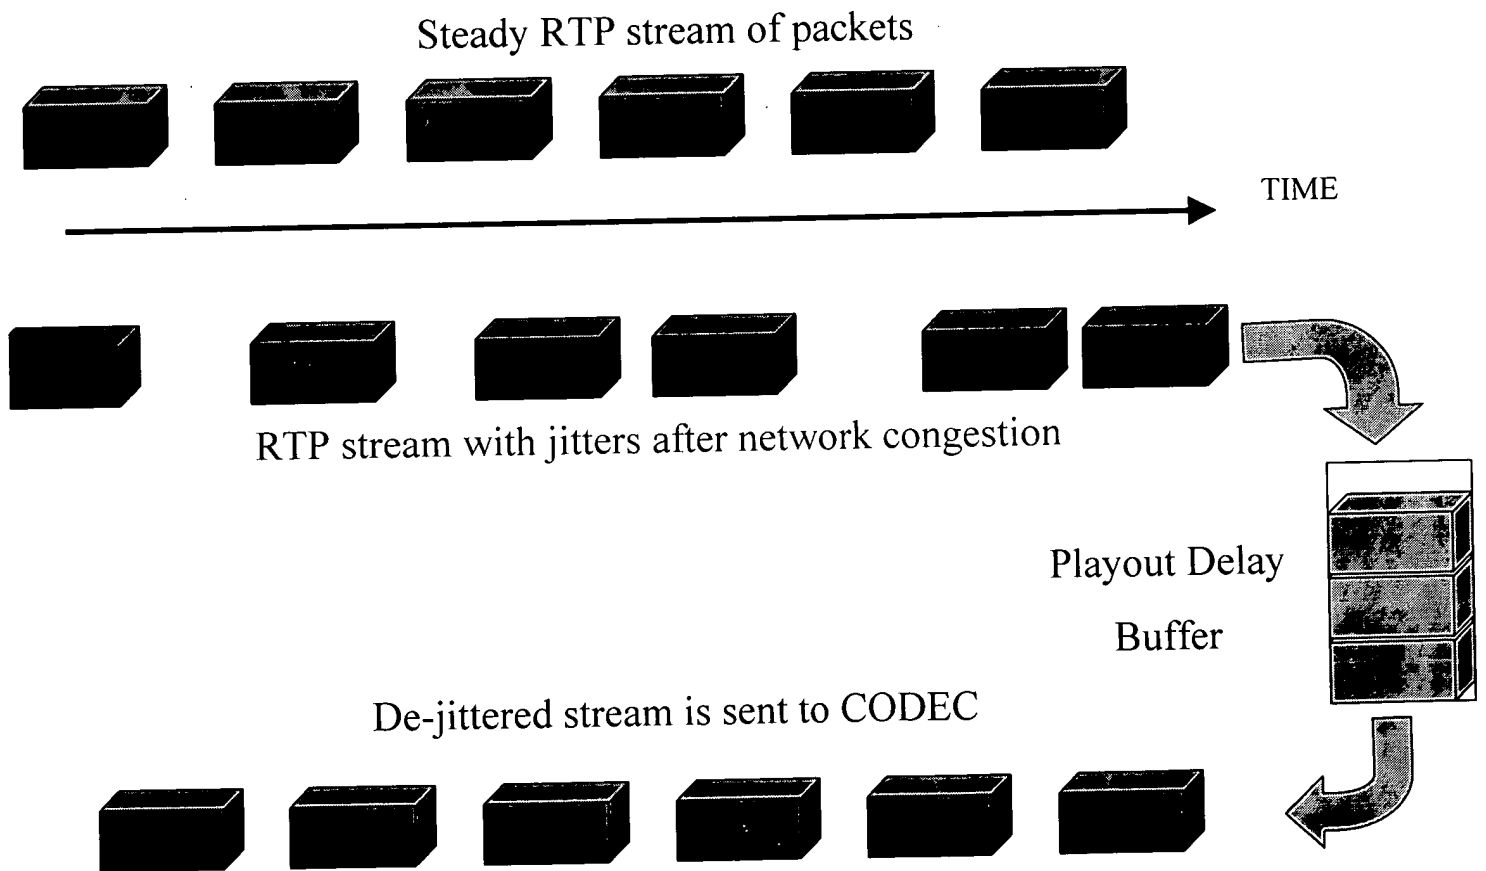 Steady RTP stream of packets
TIME
RTP stream with jitters after network congestion
Playout Delay
Buffer
De-jittered stream is sent to CODEC